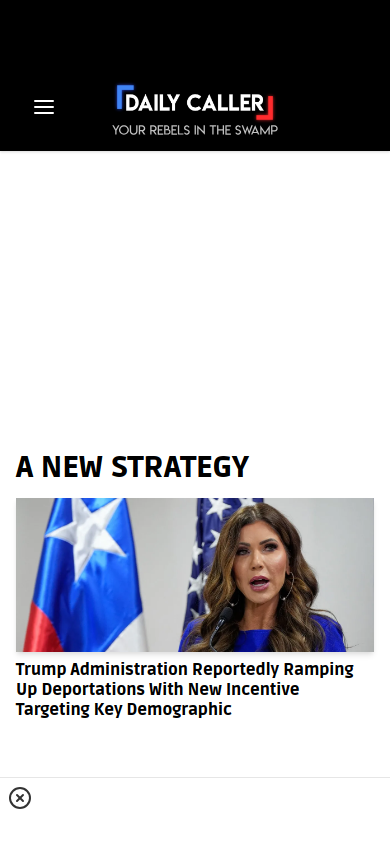 DAILY CALLER
YOUR REBELS IN THE SWAMP
A NEW STRATEGY
Trump Administration Reportedly Ramping
Up Deportations With New Incentive
Targeting Key Demographic